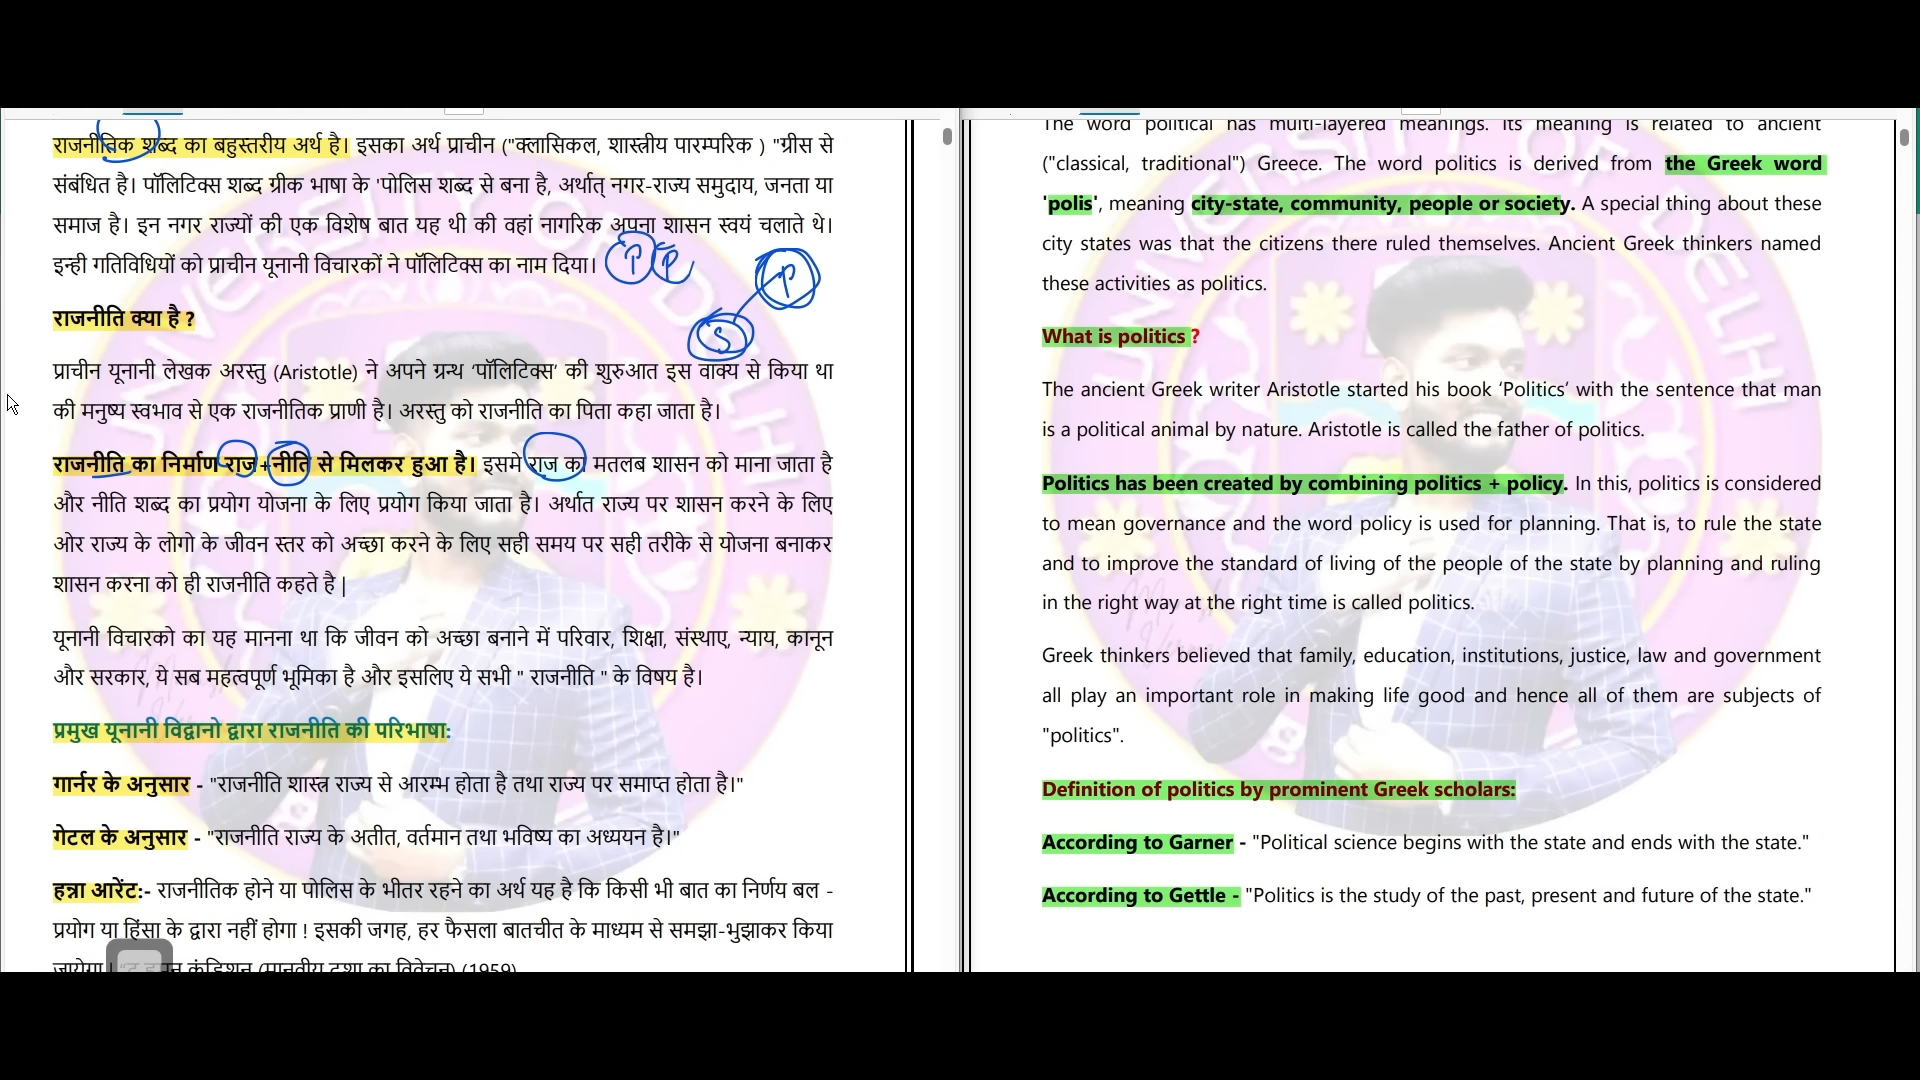 राजनीतिक शब्द का बहुस्तरीय अर्थ है। इसका अर्थ प्राचीन ("क्लासिकल, शास्त्रीय पारम्परिक ) "ग्रीस से
संबंधित है। पॉलिटिक्स शब्द ग्रीक भाषा के 'पोलिस शब्द से बना है, अर्थात् नगर-राज्य समुदाय, जनता या
समाज है। इन नगर राज्यों की एक विशेष बात यह थी की वहां नागरिक अपना शासन स्वयं चलाते थे।
इन्ही गतिविधियों को प्राचीन यूनानी विचारकों ने पॉलिटिक्स का नाम दिया।
P P P
S
राजनीति क्या है ?
प्राचीन यूनानी लेखक अरस्तु (Aristotle) ने अपने ग्रन्थ ‘पॉलिटिक्स’ की शुरुआत इस वाक्य से किया था
की मनुष्य स्वभाव से एक राजनीतिक प्राणी है। अरस्तु को राजनीति का पिता कहा जाता है।
राजनीति का निर्माण राज+नीति से मिलकर हुआ है। इसमे राज का मतलब शासन को माना जाता है
और नीति शब्द का प्रयोग योजना के लिए प्रयोग किया जाता है। अर्थात राज्य पर शासन करने के लिए
ओर राज्य के लोगो के जीवन स्तर को अच्छा करने के लिए सही समय पर सही तरीके से योजना बनाकर
शासन करना को ही राजनीति कहते है |
यूनानी विचारको का यह मानना था कि जीवन को अच्छा बनाने में परिवार, शिक्षा, संस्थाए, न्याय, कानून
और सरकार, ये सब महत्वपूर्ण भूमिका है और इसलिए ये सभी " राजनीति " के विषय है।
प्रमुख यूनानी विद्वानो द्वारा राजनीति की परिभाषा:
गार्नर के अनुसार - "राजनीति शास्त्र राज्य से आरम्भ होता है तथा राज्य पर समाप्त होता है।"
गेटल के अनुसार - "राजनीति राज्य के अतीत, वर्तमान तथा भविष्य का अध्ययन है।"
हन्ना आरेंट:- राजनीतिक होने या पोलिस के भीतर रहने का अर्थ यह है कि किसी भी बात का निर्णय बल -
प्रयोग या हिंसा के द्वारा नहीं होगा ! इसकी जगह, हर फैसला बातचीत के माध्यम से समझा-भुझाकर किया
जायेगा | कंडिशन (मानवीय दशा का विवेचन) (1959)
The word political has multi-layered meanings. Its meaning is related to ancient
("classical, traditional") Greece. The word politics is derived from the Greek word
'polis', meaning city-state, community, people or society. A special thing about these
city states was that the citizens there ruled themselves. Ancient Greek thinkers named
these activities as politics.
What is politics ?
The ancient Greek writer Aristotle started his book ‘Politics’ with the sentence that man
is a political animal by nature. Aristotle is called the father of politics.
Politics has been created by combining politics + policy. In this, politics is considered
to mean governance and the word policy is used for planning. That is, to rule the state
and to improve the standard of living of the people of the state by planning and ruling
in the right way at the right time is called politics.
Greek thinkers believed that family, education, institutions, justice, law and government
all play an important role in making life good and hence all of them are subjects of
"politics".
Definition of politics by prominent Greek scholars:
According to Garner - "Political science begins with the state and ends with the state."
According to Gettle - "Politics is the study of the past, present and future of the state."
UNIVERSITY OF DELHI
UNIVERSITY OF DELHI